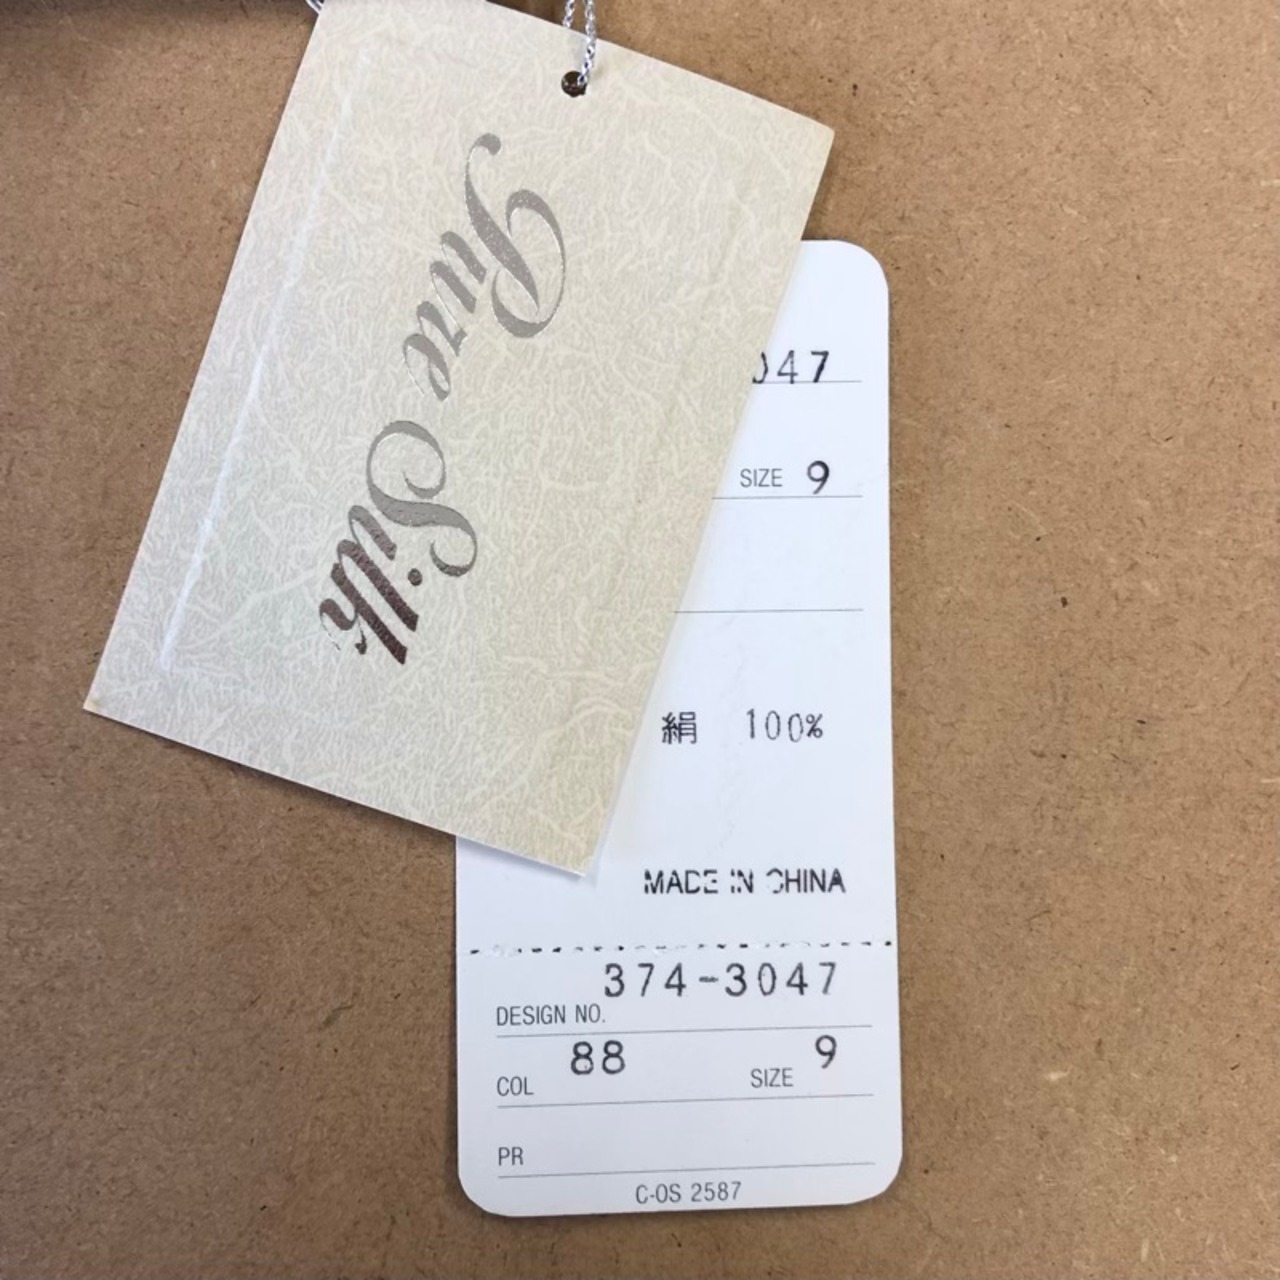 Pure Silk
047
SIZE 9
絹 100%
MADE IN CHINA
374-3047
DESIGN NO.
COL 88 SIZE 9
PR
C-OS 2587